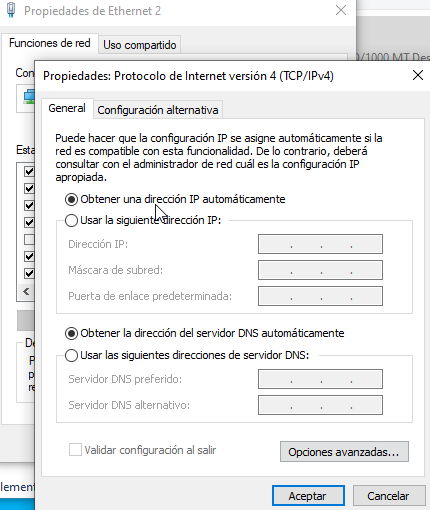 Propiedades de Ethernet 2
Funciones de red
Uso compartido
/1000 MT Des
Propiedades: Protocolo de Internet versión 4 (TCP/IPv4)
General
Configuración alternativa
Puede hacer que la configuración IP se asigne automáticamente si la
red es compatible con esta funcionalidad. De lo contrario, deberá
consultar con el administrador de red cuál es la configuración IP
apropiada.
Obtener una dirección IP automáticamente
Usar la siguiente dirección IP:
Dirección IP:
Máscara de subred:
Puerta de enlace predeterminada:
Obtener la dirección del servidor DNS automáticamente
Usar las siguientes direcciones de servidor DNS:
Servidor DNS preferido:
Servidor DNS alternativo:
Validar configuración al salir
Opciones avanzadas...
Aceptar
Cancelar